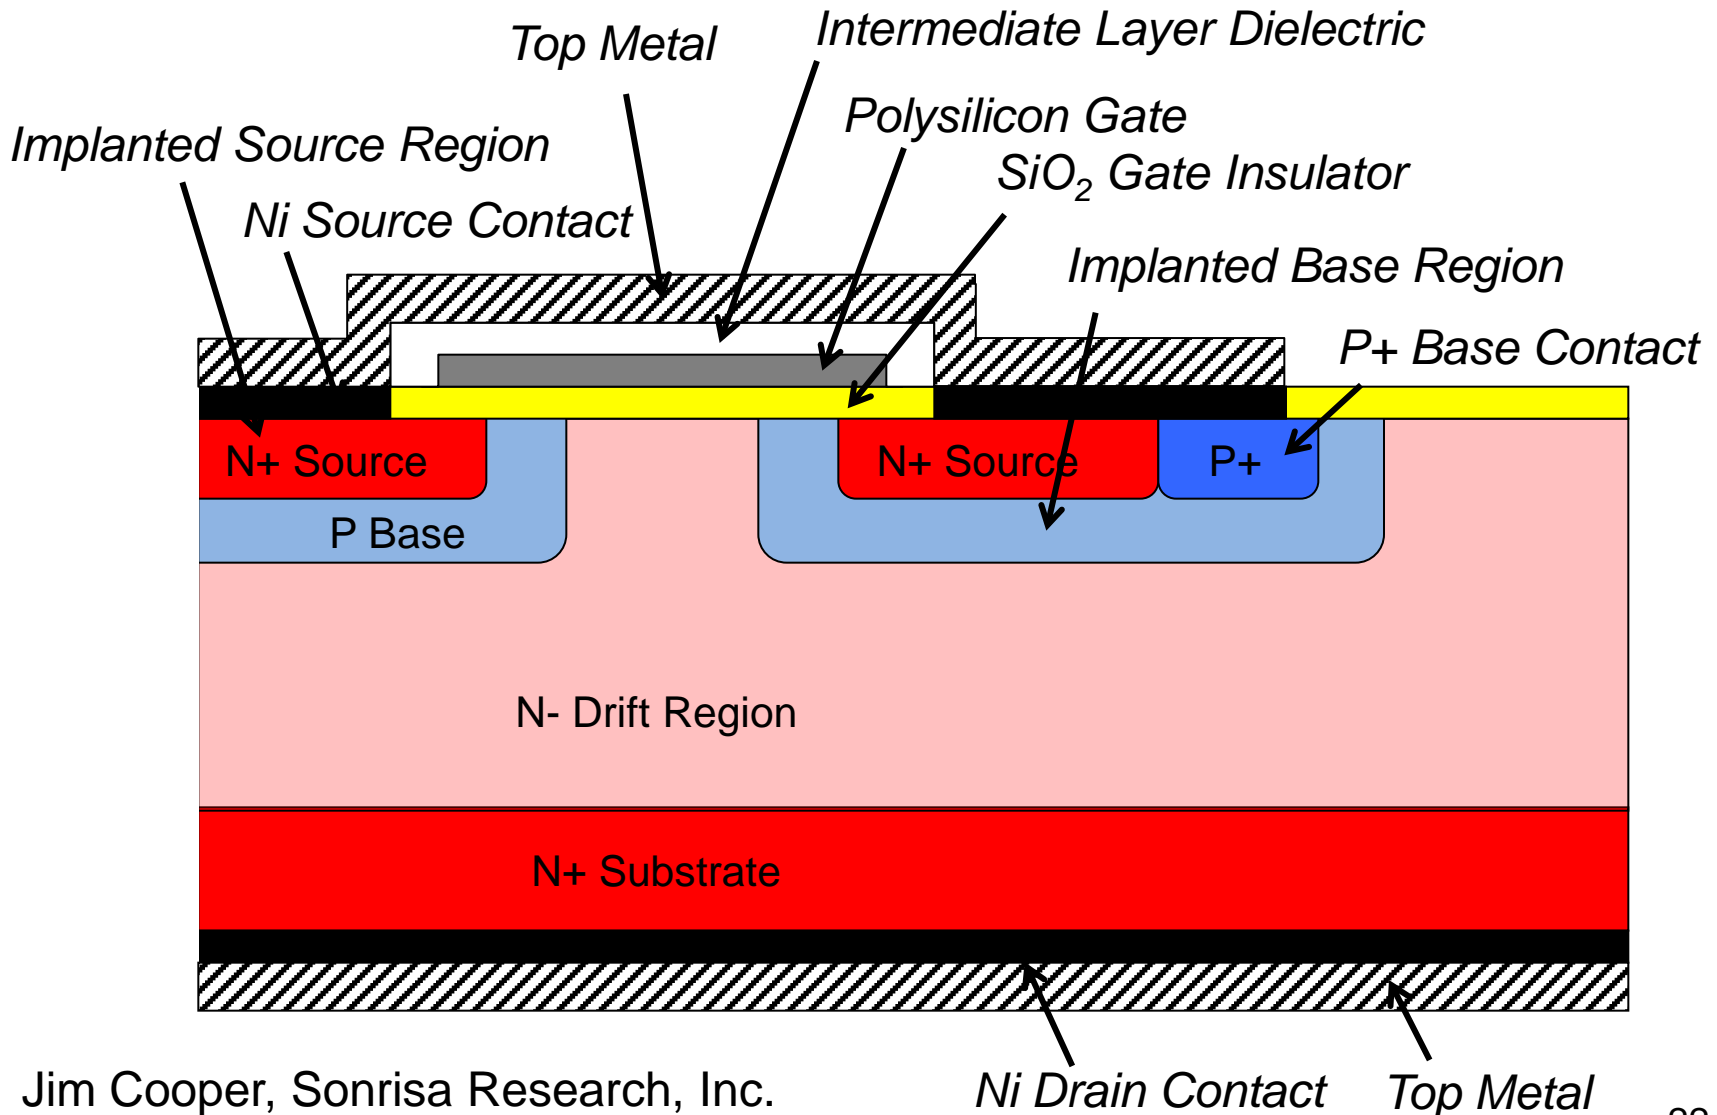 Intermediate Layer Dielectric
Top Metal
Polysilicon Gate
Implanted Source Region
SiO₂ Gate Insulator
Ni Source Contact
Implanted Base Region
P+ Base Contact
N+ Source
N+ Source
P+
P Base
N- Drift Region
N+ Substrate
Jim Cooper, Sonrisa Research, Inc.
Ni Drain Contact
Top Metal